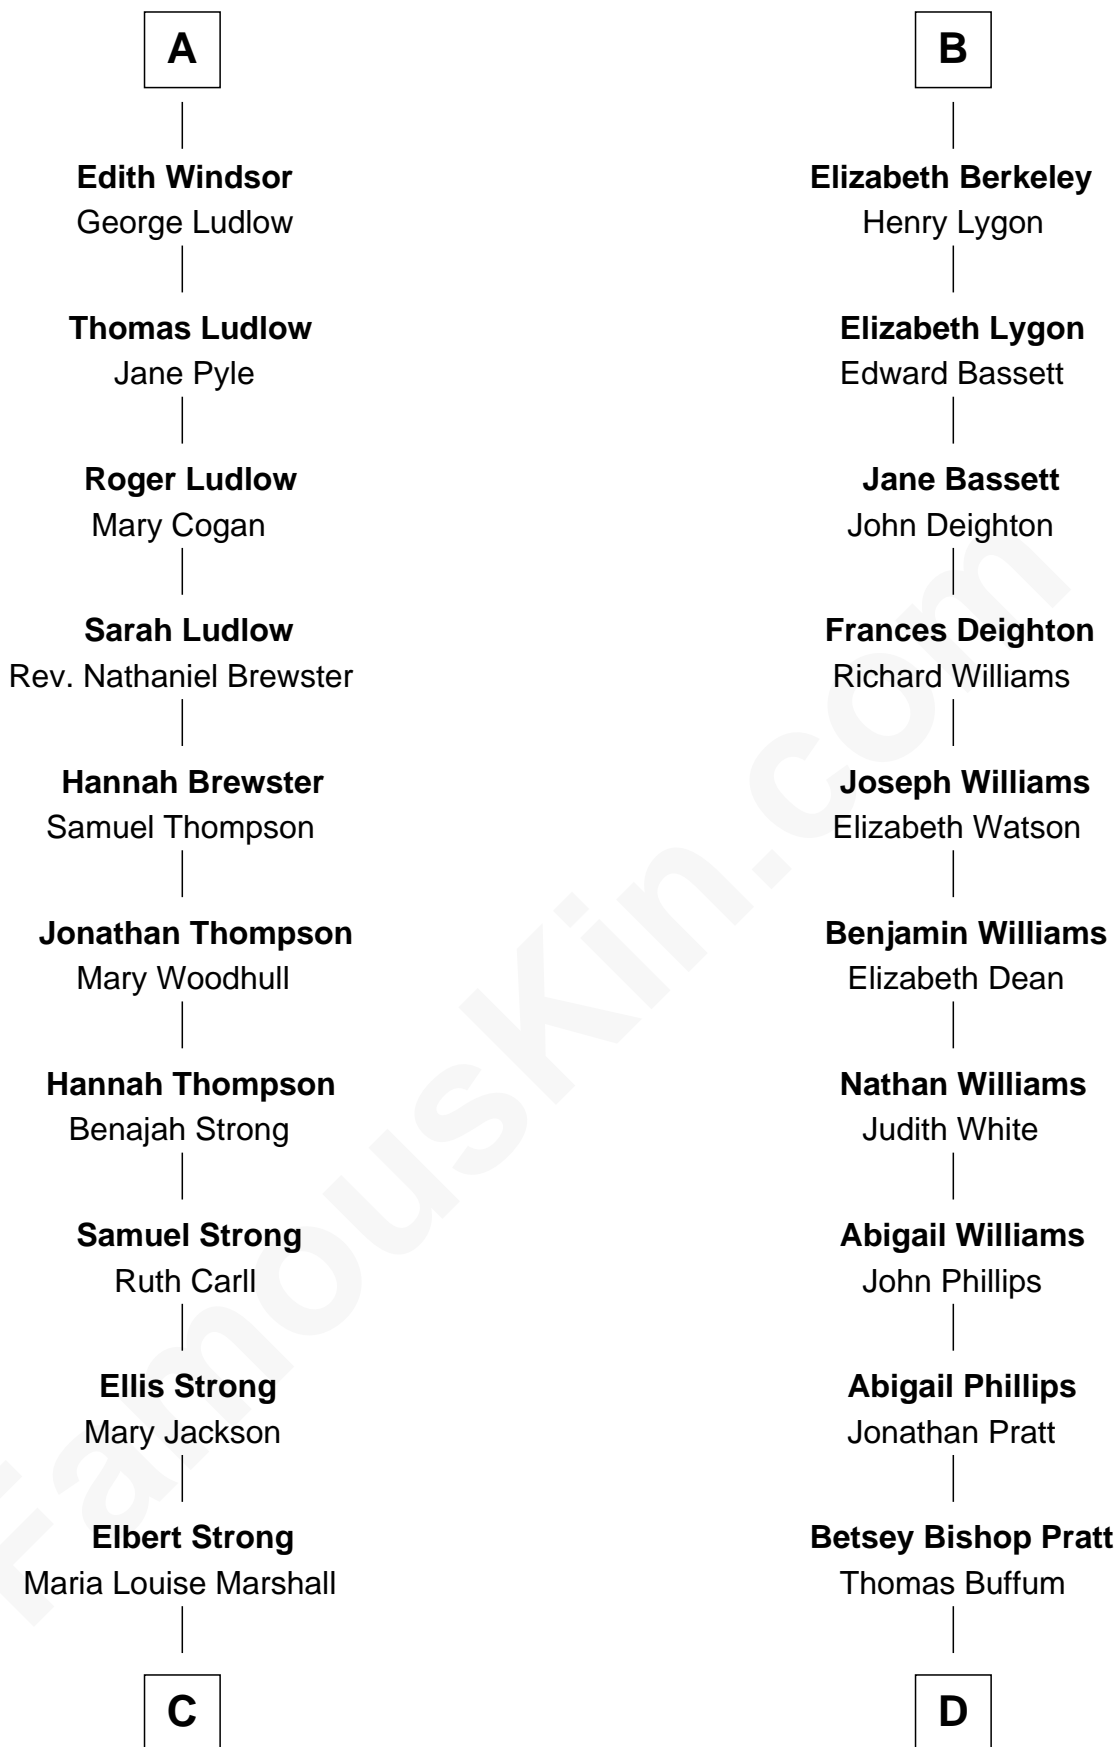 A
Edith Windsor
George Ludlow
Thomas Ludlow
Jane Pyle
Roger Ludlow
Mary Cogan
Sarah Ludlow
Rev. Nathaniel Brewster
Hannah Brewster
Samuel Thompson
Jonathan Thompson
Mary Woodhull
Hannah Thompson
Benajah Strong
Samuel Strong
Ruth Carll
Ellis Strong
Mary Jackson
Elbert Strong
Maria Louise Marshall
C
B
Elizabeth Berkeley
Henry Lygon
Elizabeth Lygon
Edward Bassett
Jane Bassett
John Deighton
Frances Deighton
Richard Williams
Joseph Williams
Elizabeth Watson
Benjamin Williams
Elizabeth Dean
Nathan Williams
Judith White
Abigail Williams
John Phillips
Abigail Phillips
Jonathan Pratt
Betsey Bishop Pratt
Thomas Buffum
D
FamousKin.com